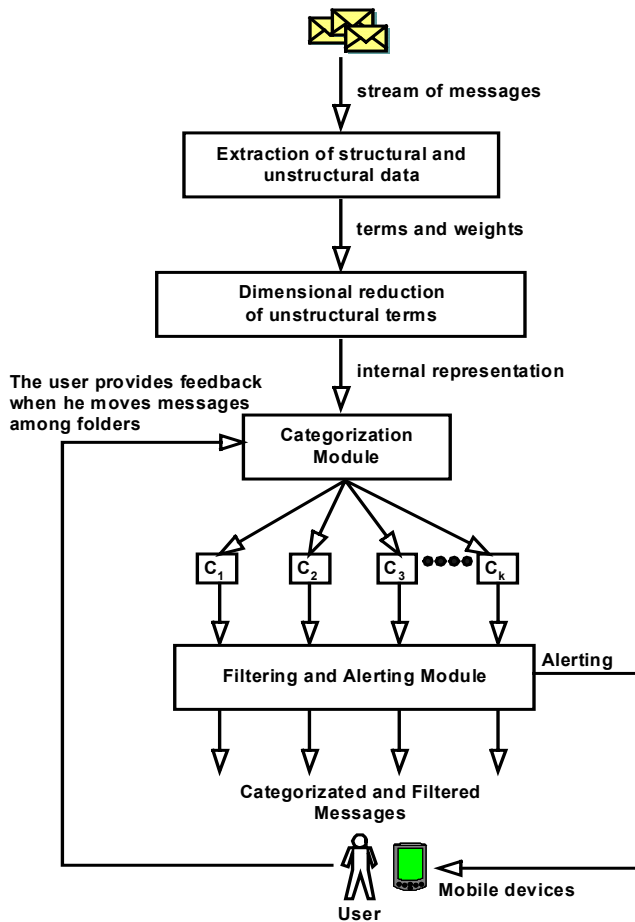 stream of messages
Extraction of structural and
unstructural data
terms and weights
Dimensional reduction
of unstructural terms
internal representation
The user provides feedback
when he moves messages
among folders
Categorization
Module
C1
C2
C3
Ck
Filtering and Alerting Module
Alerting
Categorizated and Filtered
Messages
Mobile devices
User